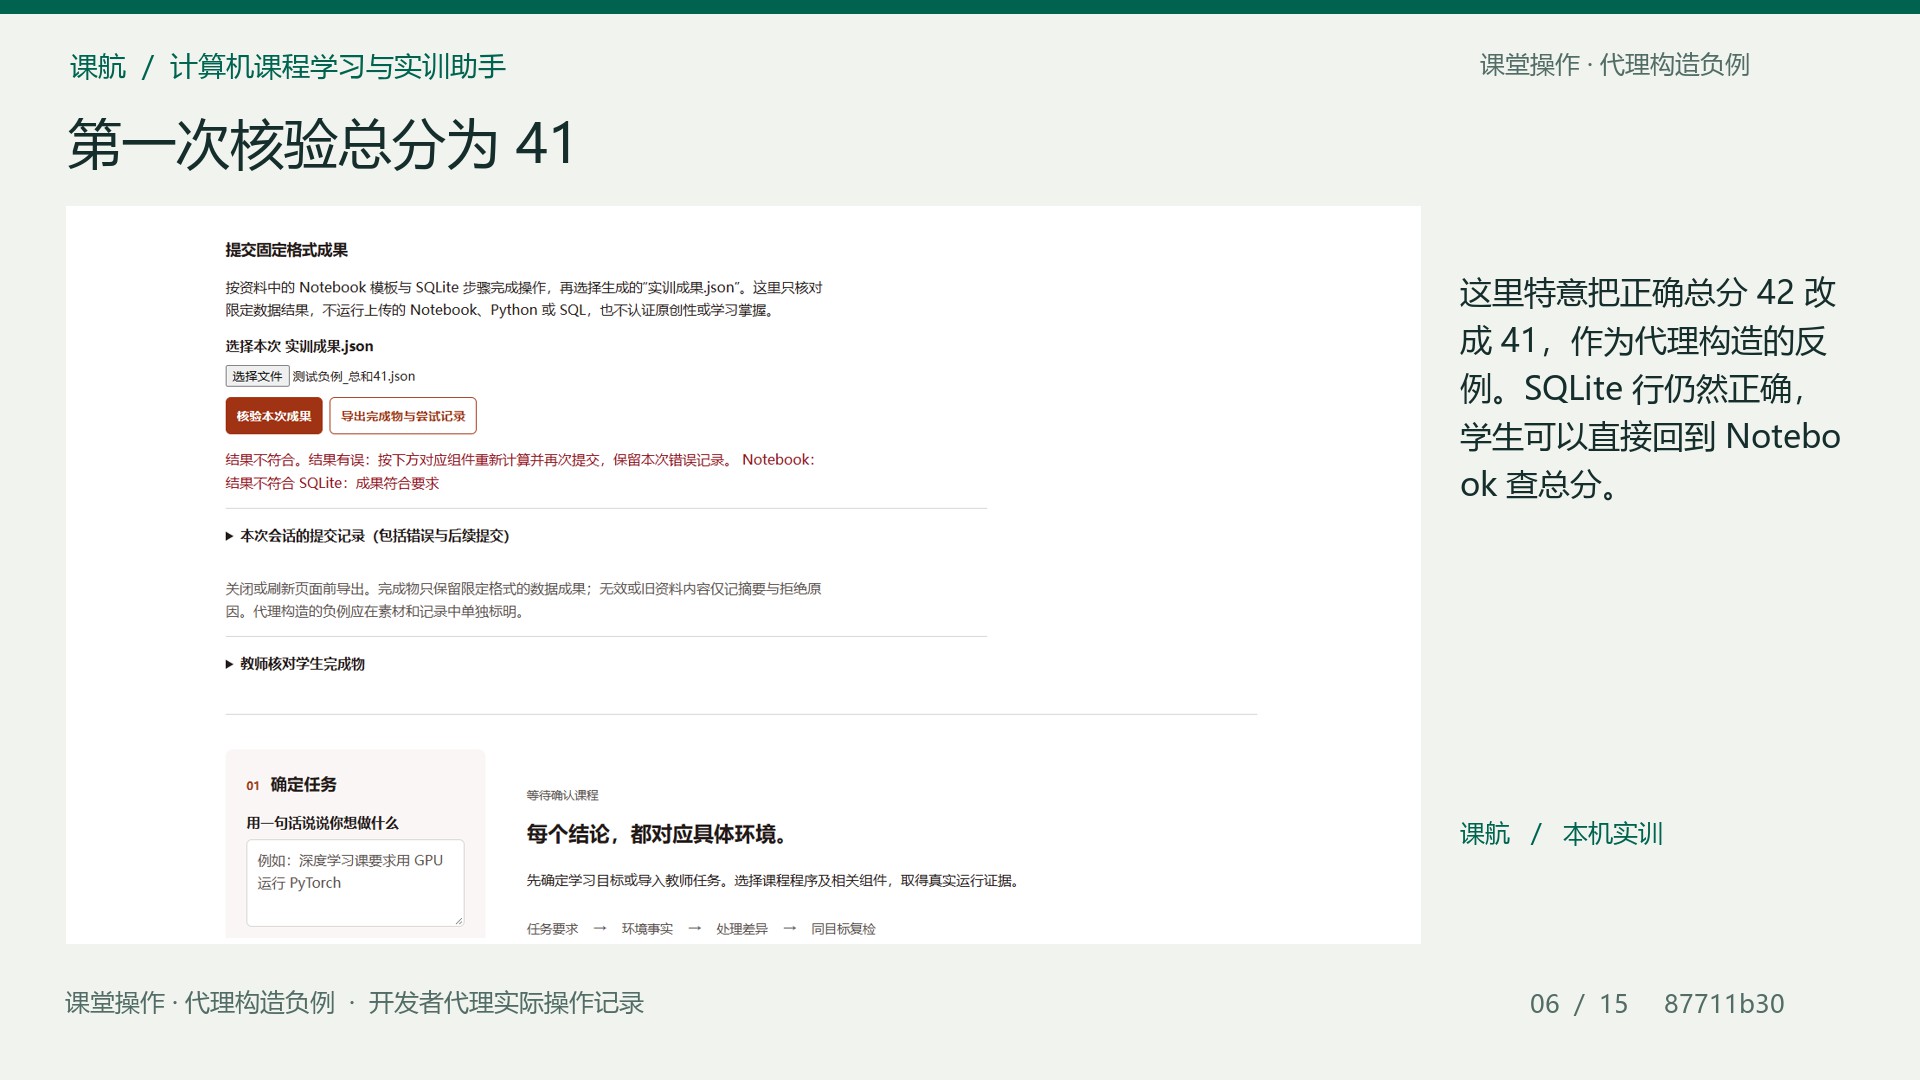 课航 / 计算机课程学习与实训助手
课堂操作 · 代理构造负例
第一次核验总分为 41
提交固定格式成果
按资料中的 Notebook 模板与 SQLite 步骤完成操作，再选择生成的“实训成果.json”。这里只核对
限定数据结果，不运行上传的 Notebook、Python 或 SQL，也不认证原创性或学习掌握。
选择本次 实训成果.json
选择文件 测试负例_总和41.json
核验本次成果 导出完成物与尝试记录
结果不符合。结果有误：按下方对应组件重新计算并再次提交，保留本次错误记录。 Notebook：
结果不符合 SQLite：成果符合要求
▶ 本次会话的提交记录（包括错误与后续提交）
关闭或刷新页面前导出。完成物只保留限定格式的数据成果；无效或旧资料内容仅记摘要与拒绝原
因。代理构造的负例应在素材和记录中单独标明。
▶ 教师核对学生完成物
01 确定任务
用一句话说说你想做什么
例如：深度学习课要求用 GPU
运行 PyTorch
等待确认课程
每个结论，都对应具体环境。
先确定学习目标或导入教师任务。选择课程程序及相关组件，取得真实运行证据。
任务要求 → 环境事实 → 处理差异 → 同目标复检
这里特意把正确总分 42 改
成 41，作为代理构造的反
例。SQLite 行仍然正确，
学生可以直接回到 Notebo
ok 查总分。
课航 / 本机实训
课堂操作 · 代理构造负例 · 开发者代理实际操作记录
06 / 15 87711b30